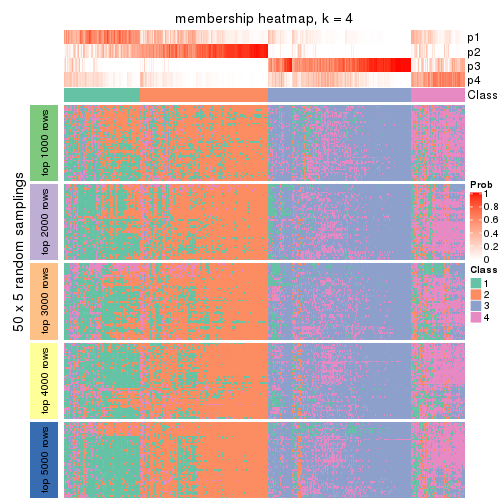 membership heatmap, k = 4
p1
p2
p3
p4
Class
50 x 5 random samplings
top 1000 rows
top 2000 rows
top 3000 rows
top 4000 rows
top 5000 rows
Prob
1
0.8
0.6
0.4
0.2
0
Class
1
2
3
4